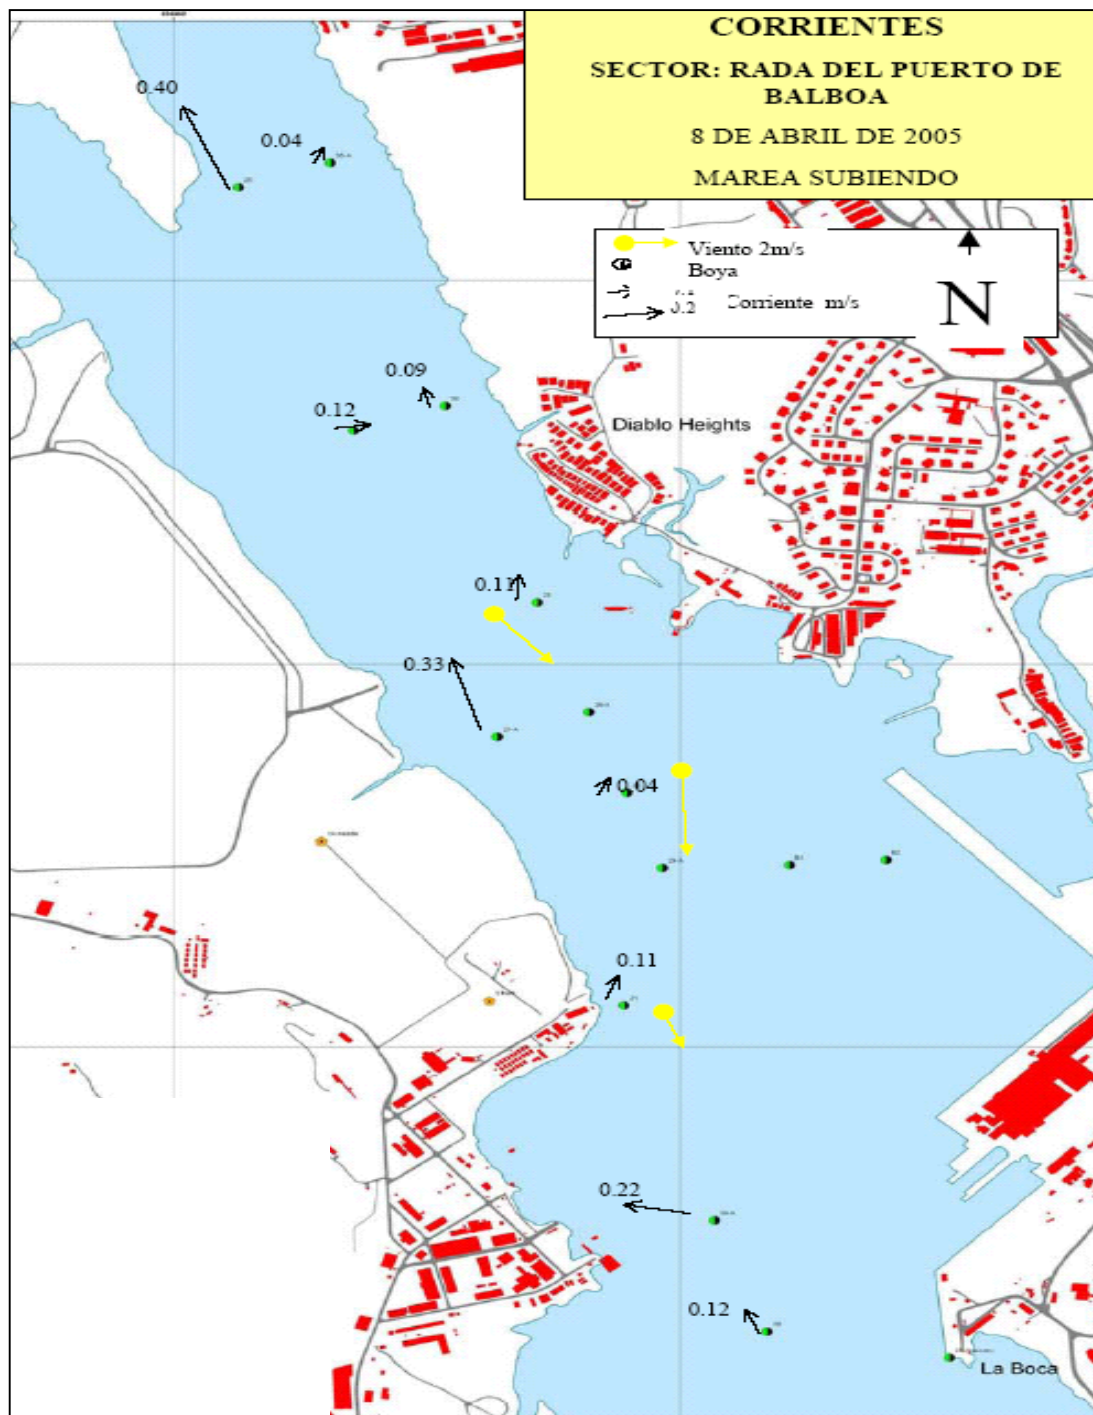 CORRIENTES
SECTOR: RADA DEL PUERTO DE
BALBOA
8 DE ABRIL DE 2005
MAREA SUBIENDO
Viento 2m/s
Boya
Corriente m/s
N
0.40
0.04
0.09
0.12
Diablo Heights
0.11
0.33
0.04
0.11
0.22
0.12
La Boca